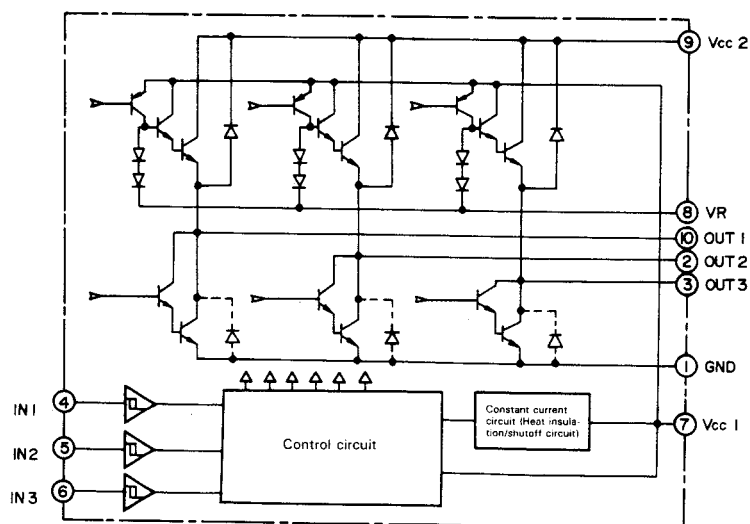 9 Vcc 2
8 VR
10 OUT 1
2 OUT 2
3 OUT 3
1 GND
IN 1 4
IN 2 5
IN 3 6
Control circuit
Constant current
circuit (Heat insula-
tion/shutoff circuit)
7 Vcc 1